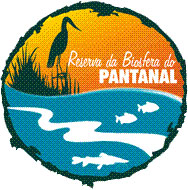 Reserva da Biosfera do
PANTANAL